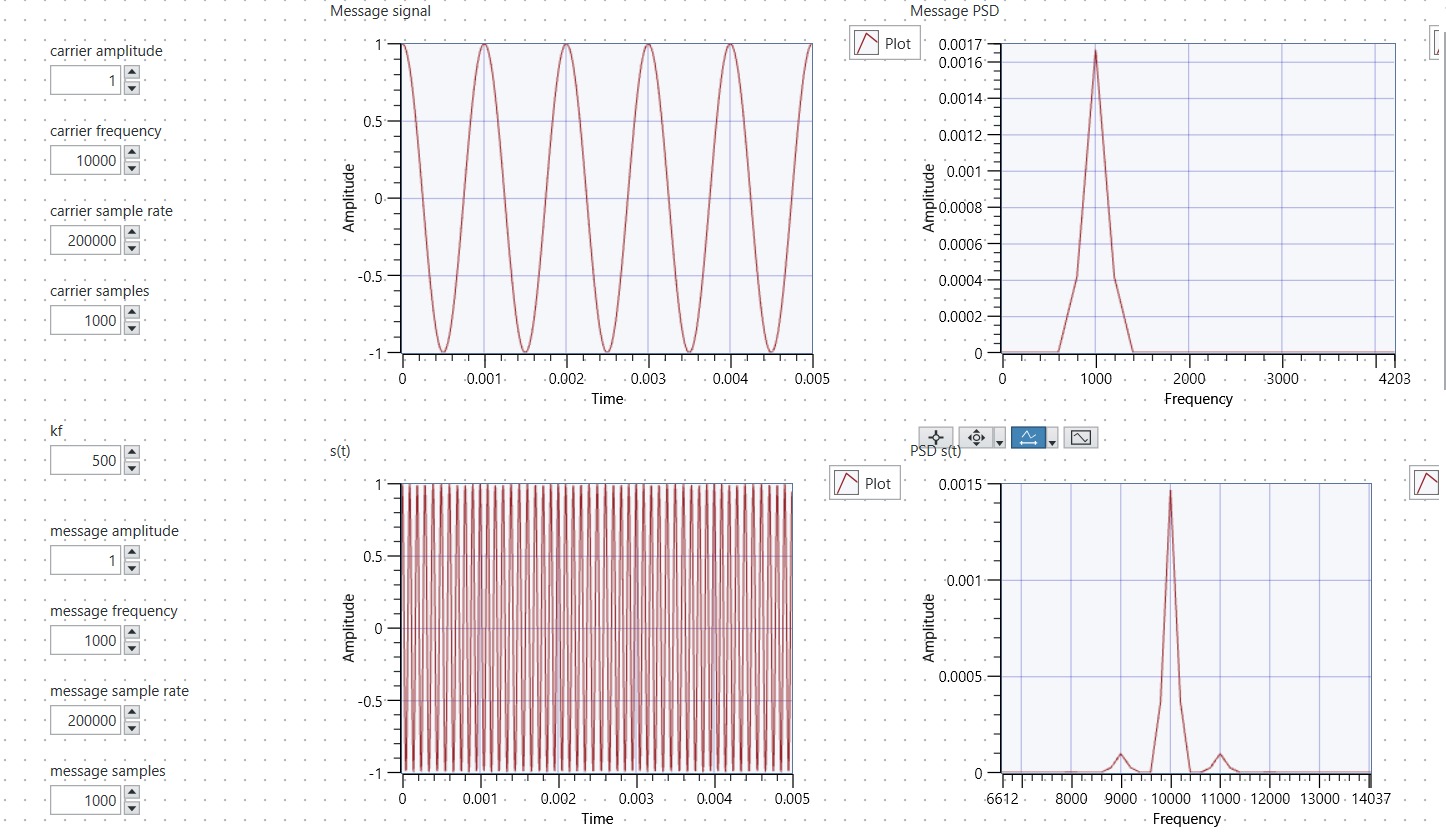 Message signal
Message PSD
carrier amplitude
1
carrier frequency
10000
carrier sample rate
200000
carrier samples
1000
1
0.5
0
-0.5
-1
Amplitude
0 0.001 0.002 0.003 0.004 0.005
Time
Plot
0.0017
0.0016
0.0014
0.0012
0.001
0.0008
0.0006
0.0004
0.0002
0
Amplitude
0 1000 2000 3000 4203
Frequency
kf
500
message amplitude
1
message frequency
1000
message sample rate
200000
message samples
1000
s(t)
Plot
1
0.5
0
-0.5
-1
Amplitude
0 0.001 0.002 0.003 0.004 0.005
Time
PSD s(t)
0.0015
0.001
0.0005
0
Amplitude
6612 8000 9000 10000 11000 12000 13000 14037
Frequency